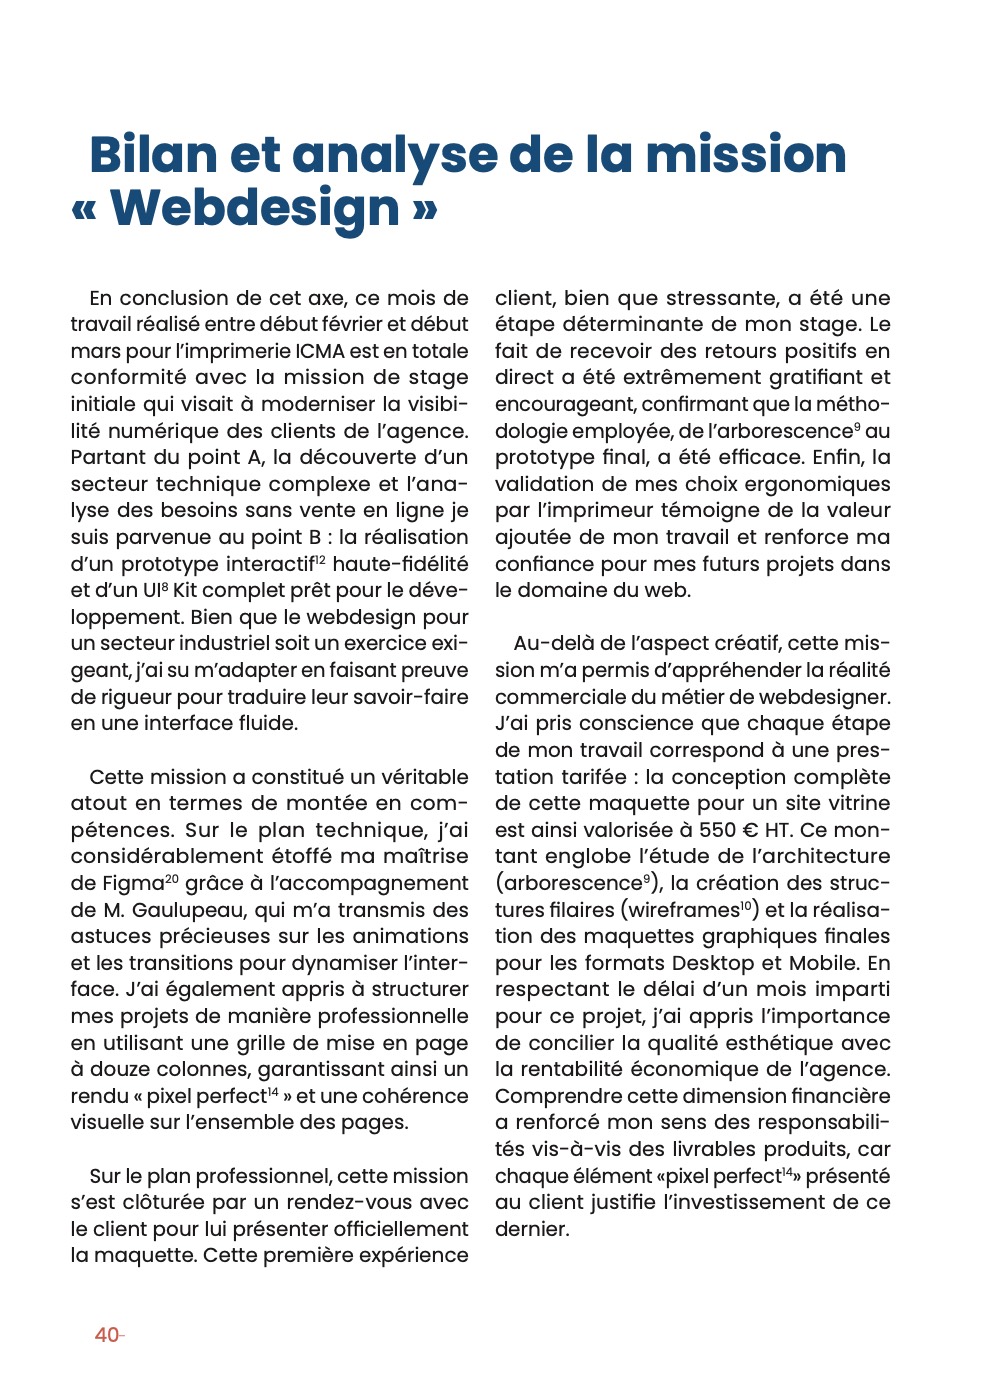 Bilan et analyse de la mission
« Webdesign »
En conclusion de cet axe, ce mois de
travail réalisé entre début février et début
mars pour l’imprimerie ICMA est en totale
conformité avec la mission de stage
initiale qui visait à moderniser la visibi-
lité numérique des clients de l’agence.
Partant du point A, la découverte d’un
secteur technique complexe et l’ana-
lyse des besoins sans vente en ligne je
suis parvenue au point B : la réalisation
d’un prototype interactif¹² haute-fidélité
et d’un UI⁸ Kit complet prêt pour le déve-
loppement. Bien que le webdesign pour
un secteur industriel soit un exercice exi-
geant, j’ai su m’adapter en faisant preuve
de rigueur pour traduire leur savoir-faire
en une interface fluide.
Cette mission a constitué un véritable
atout en termes de montée en com-
pétences. Sur le plan technique, j’ai
considérablement étoffé ma maîtrise
de Figma²⁰ grâce à l’accompagnement
de M. Gaulupeau, qui m’a transmis des
astuces précieuses sur les animations
et les transitions pour dynamiser l’inter-
face. J’ai également appris à structurer
mes projets de manière professionnelle
en utilisant une grille de mise en page
à douze colonnes, garantissant ainsi un
rendu « pixel perfect¹⁴ » et une cohérence
visuelle sur l’ensemble des pages.
Sur le plan professionnel, cette mission
s’est clôturée par un rendez-vous avec
le client pour lui présenter officiellement
la maquette. Cette première expérience
client, bien que stressante, a été une
étape déterminante de mon stage. Le
fait de recevoir des retours positifs en
direct a été extrêmement gratifiant et
encourageant, confirmant que la métho-
dologie employée, de l’arborescence⁹ au
prototype final, a été efficace. Enfin, la
validation de mes choix ergonomiques
par l’imprimeur témoigne de la valeur
ajoutée de mon travail et renforce ma
confiance pour mes futurs projets dans
le domaine du web.
Au-delà de l’aspect créatif, cette mis-
sion m’a permis d’appréhender la réalité
commerciale du métier de webdesigner.
J’ai pris conscience que chaque étape
de mon travail correspond à une pres-
tation tarifée : la conception complète
de cette maquette pour un site vitrine
est ainsi valorisée à 550 € HT. Ce mon-
tant englobe l’étude de l’architecture
(arborescence⁹), la création des struc-
tures filaires (wireframes¹⁰) et la réalisa-
tion des maquettes graphiques finales
pour les formats Desktop et Mobile. En
respectant le délai d’un mois imparti
pour ce projet, j’ai appris l’importance
de concilier la qualité esthétique avec
la rentabilité économique de l’agence.
Comprendre cette dimension financière
a renforcé mon sens des responsabili-
tés vis-à-vis des livrables produits, car
chaque élément «pixel perfect¹⁴» présenté
au client justifie l’investissement de ce
dernier.
40-